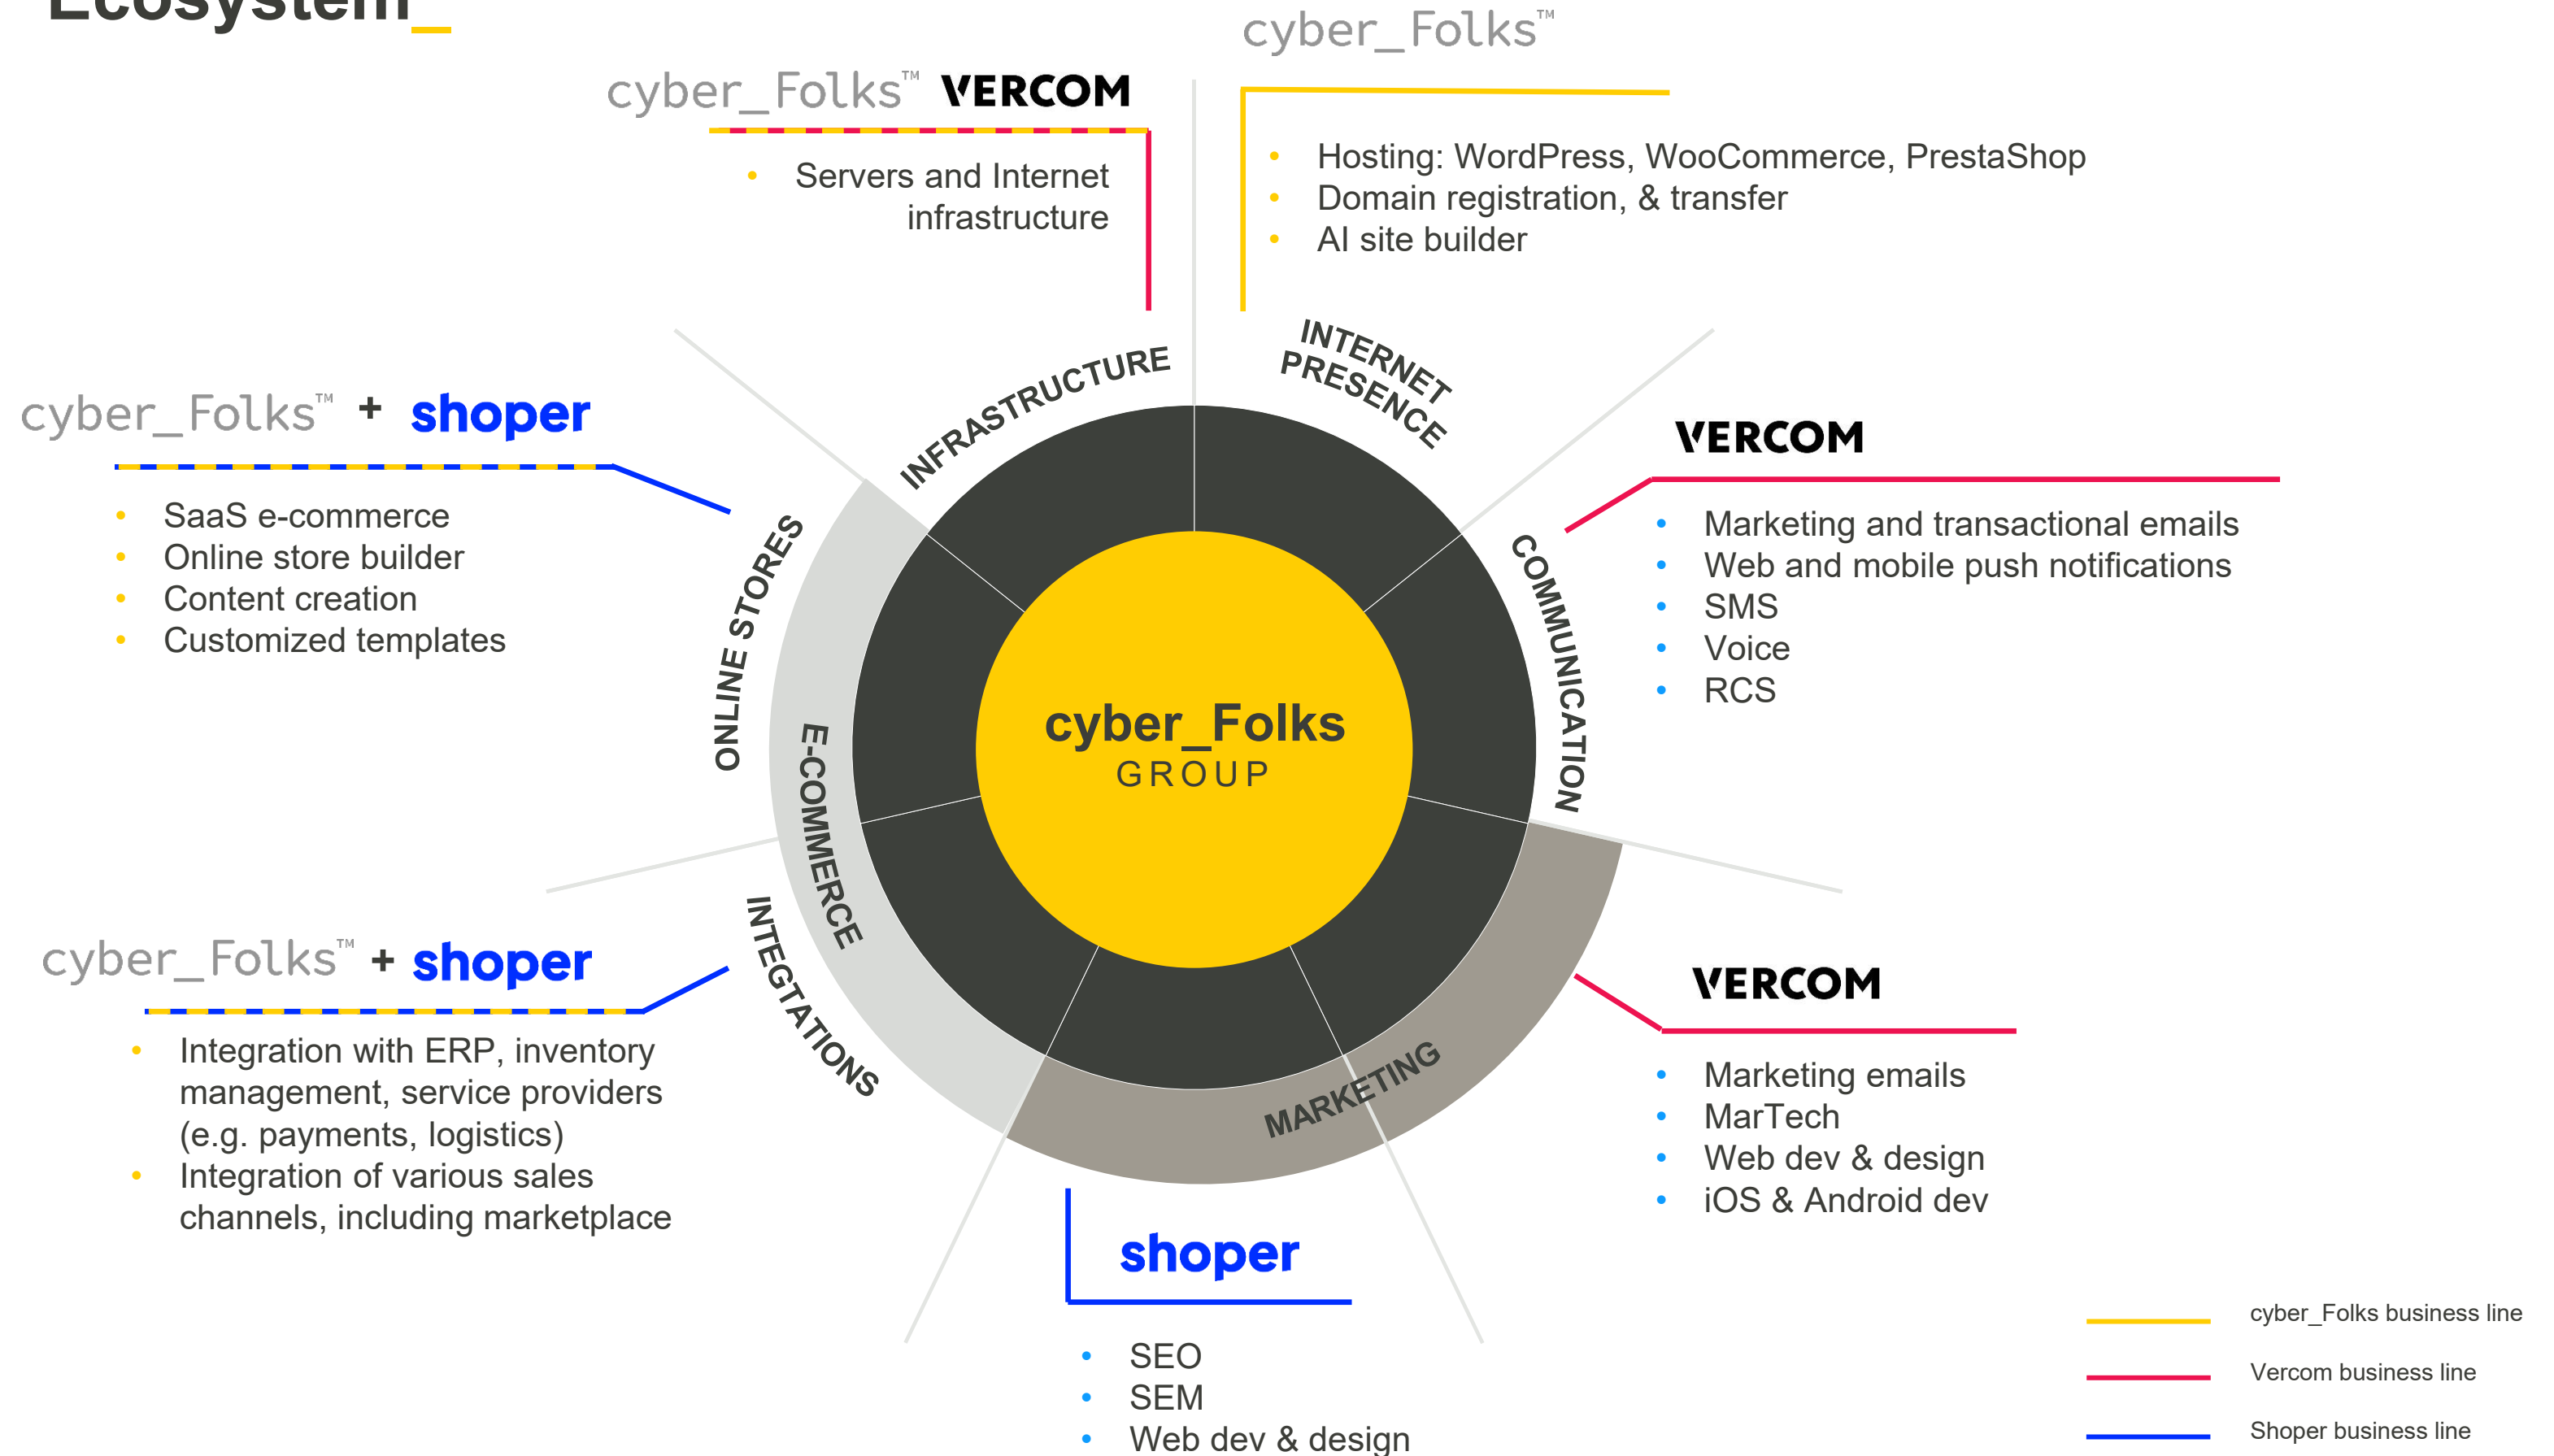 Ecosystem_
cyber_Folks™
cyber_Folks™ VERCOM
Servers and Internet
infrastructure
• Hosting: WordPress, WooCommerce, PrestaShop
• Domain registration, & transfer
• AI site builder
INFRASTRUCTURE
INTERNET
PRESENCE
cyber_Folks™ + shoper
• SaaS e-commerce
• Online store builder
• Content creation
• Customized templates
ONLINE STORES
E-COMMERCE
VERCOM
• Marketing and transactional emails
• Web and mobile push notifications
• SMS
• Voice
• RCS
COMMUNICATION
cyber_Folks
GROUP
cyber_Folks™ + shoper
• Integration with ERP, inventory
management, service providers
(e.g. payments, logistics)
• Integration of various sales
channels, including marketplace
INTEGTATIONS
VERCOM
• Marketing emails
• MarTech
• Web dev & design
• iOS & Android dev
MARKETING
shoper
• SEO
• SEM
• Web dev & design
cyber_Folks business line
Vercom business line
Shoper business line